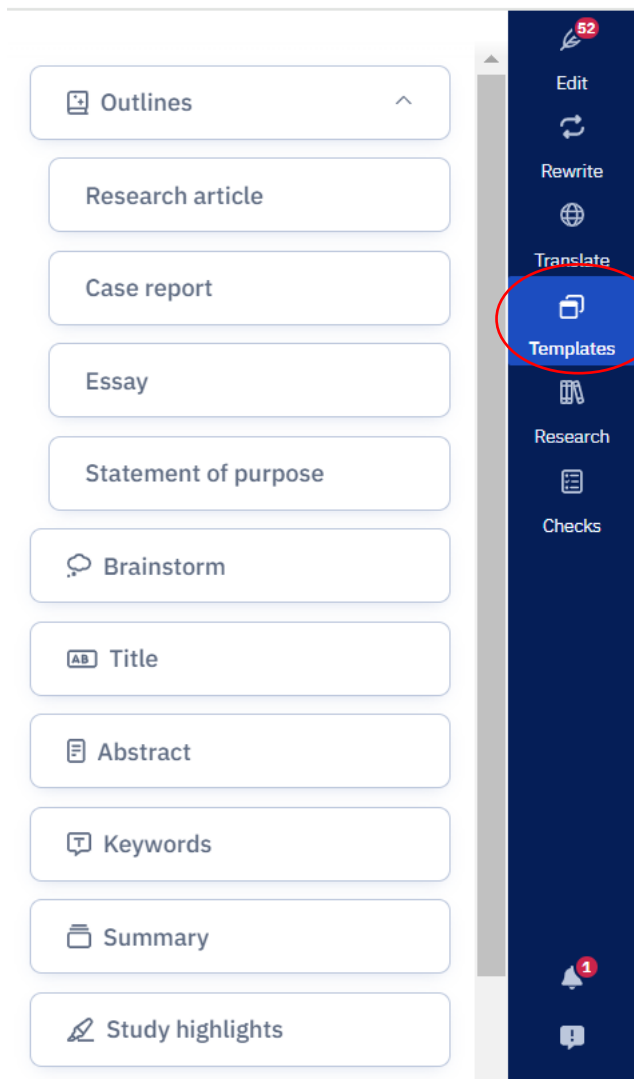 Outlines
Research article
Case report
Essay
Statement of purpose
Brainstorm
AB Title
Abstract
T Keywords
Summary
Study highlights
52
Edit
Rewrite
Translate
Templates
Research
Checks
1
!